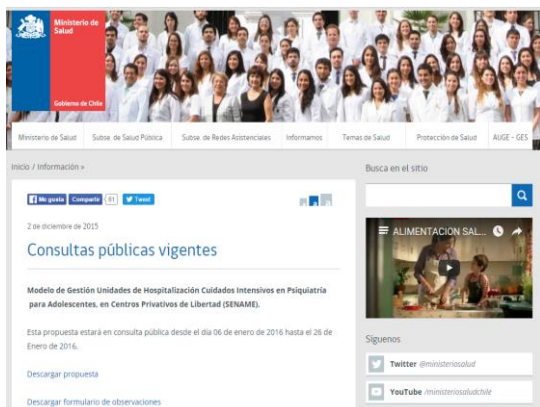 Ministerio de
Salud
Gobierno de Chile
Ministerio de Salud
Subse. de Salud Pública
Subse. de Redes Asistenciales
Informamos
Temas de Salud
Protección de Salud
AUGE - GES
Inicio / Información »
Me gusta
Compartir
61
Tweet
2 de diciembre de 2015
Consultas públicas vigentes
Modelo de Gestión Unidades de Hospitalización Cuidados Intensivos en Psiquiatría
para Adolescentes, en Centros Privativos de Libertad (SENAME).
Esta propuesta estará en consulta pública desde el día 06 de enero de 2016 hasta el 26 de
Enero de 2016.
Descargar propuesta
Descargar formulario de observaciones
Busca en el sitio
ALIMENTACION SAL...
Síguenos
Twitter @ministeriosalud
YouTube /ministeriosaludchile